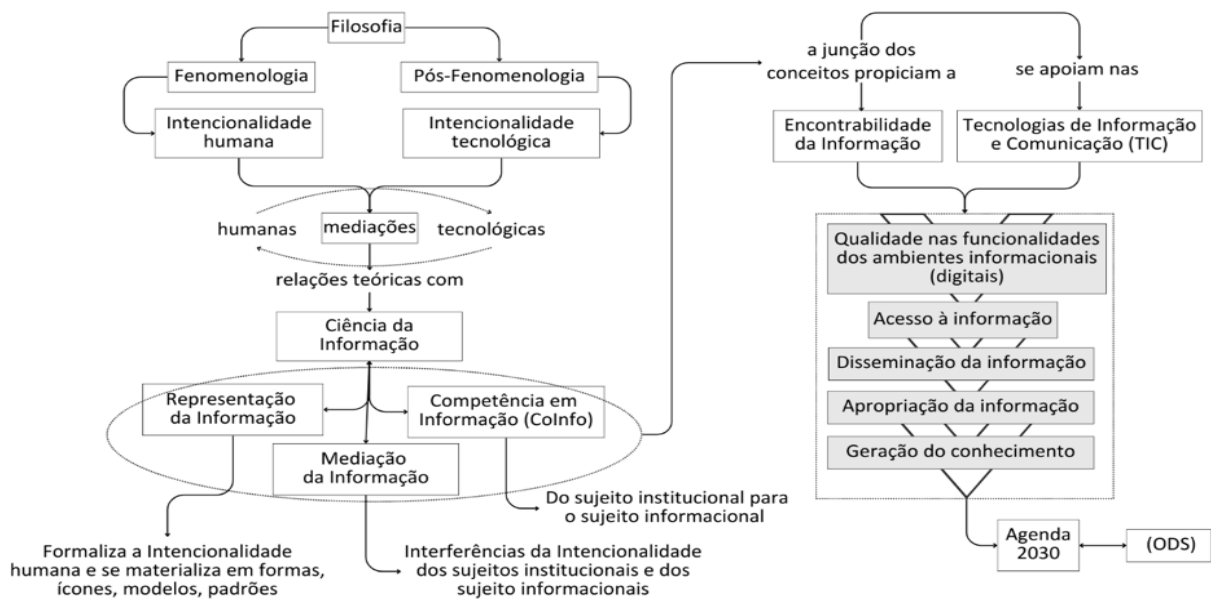 Filosofia
Fenomenologia
Pós-Fenomenologia
Intencionalidade
humana
Intencionalidade
tecnológica
humanas
mediações
tecnológicas
relações teóricas com
Ciência da
Informação
Representação
da Informação
Competência em
Informação (CoInfo)
Mediação
da Informação
Do sujeito institucional para
o sujeito informacional
Formaliza a Intencionalidade
humana e se materializa em formas,
ícones, modelos, padrões
Interferências da Intencionalidade
dos sujeitos institucionais e dos
sujeito informacionais
a junção dos
conceitos propiciam a
se apoiam nas
Encontrabilidade
da Informação
Tecnologias de Informação
e Comunicação (TIC)
Qualidade nas funcionalidades
dos ambientes informacionais
(digitais)
Acesso à informação
Disseminação da informação
Apropriação da informação
Geração do conhecimento
Agenda
2030
(ODS)